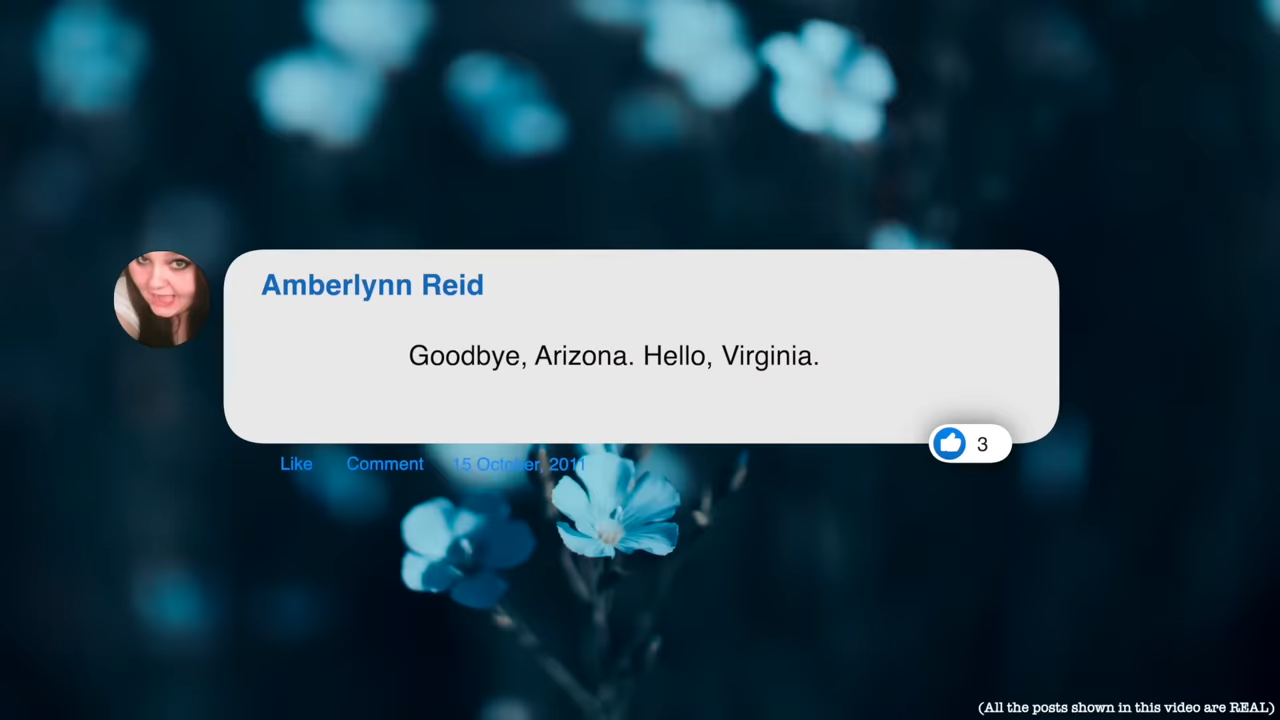 Amberlynn Reid
Goodbye, Arizona. Hello, Virginia.
3
Like Comment 15 October, 2011
(All the posts shown in this video are REAL)